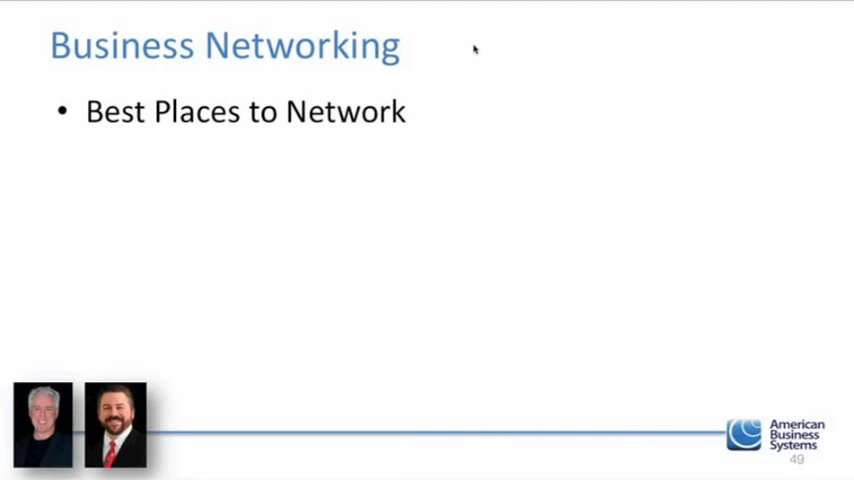 Business Networking
• Best Places to Network
American
Business
Systems
49